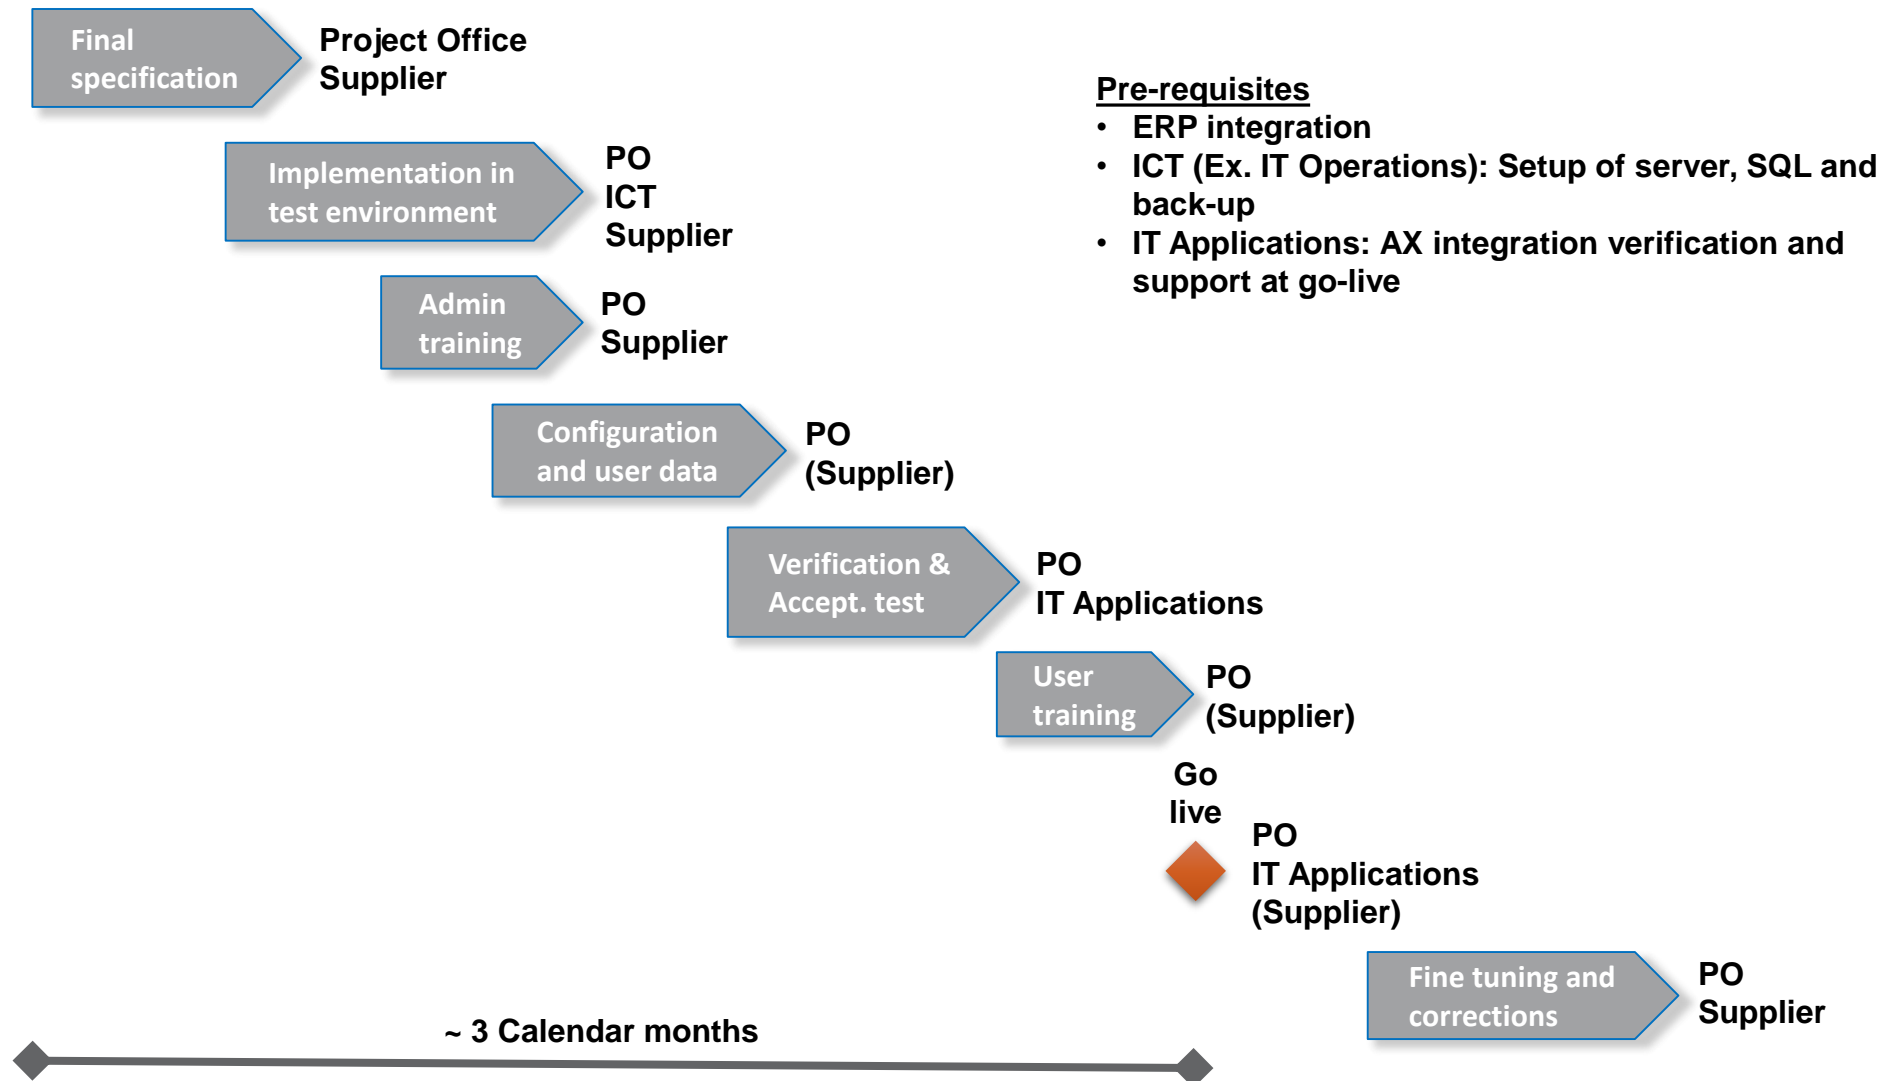 Final
specification
Project Office
Supplier
Pre-requisites
• ERP integration
• ICT (Ex. IT Operations): Setup of server, SQL and
back-up
• IT Applications: AX integration verification and
support at go-live
Implementation in
test environment
PO
ICT
Supplier
Admin
training
PO
Supplier
Configuration
and user data
PO
(Supplier)
Verification &
Accept. test
PO
IT Applications
User
training
PO
(Supplier)
Go
live
PO
IT Applications
(Supplier)
Fine tuning and
corrections
PO
Supplier
~ 3 Calendar months